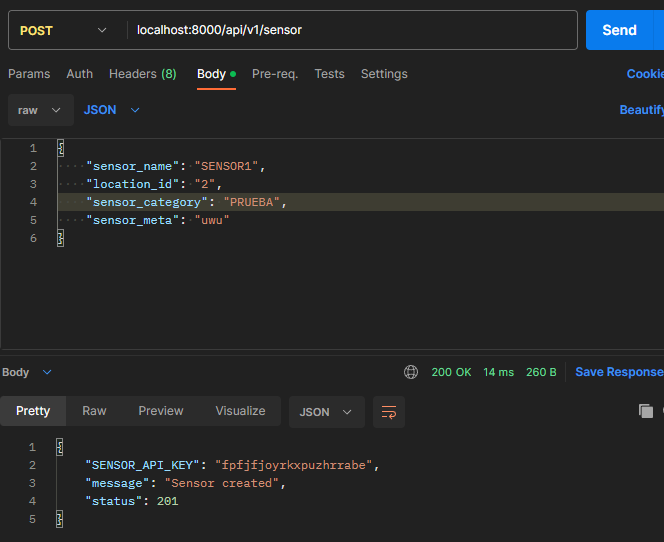 POST localhost:8000/api/v1/sensor Send
Params Auth Headers (8) Body Pre-req. Tests Settings Cookie
raw JSON Beautify
1 {
2 "sensor_name": "SENSOR1",
3 "location_id": "2",
4 "sensor_category": "PRUEBA",
5 "sensor_meta": "uwu"
6 }
Body 200 OK 14 ms 260 B Save Response
Pretty Raw Preview Visualize JSON
1 {
2 "SENSOR_API_KEY": "fpfjfjoyrkxpuzhrrabe",
3 "message": "Sensor created",
4 "status": 201
5 }